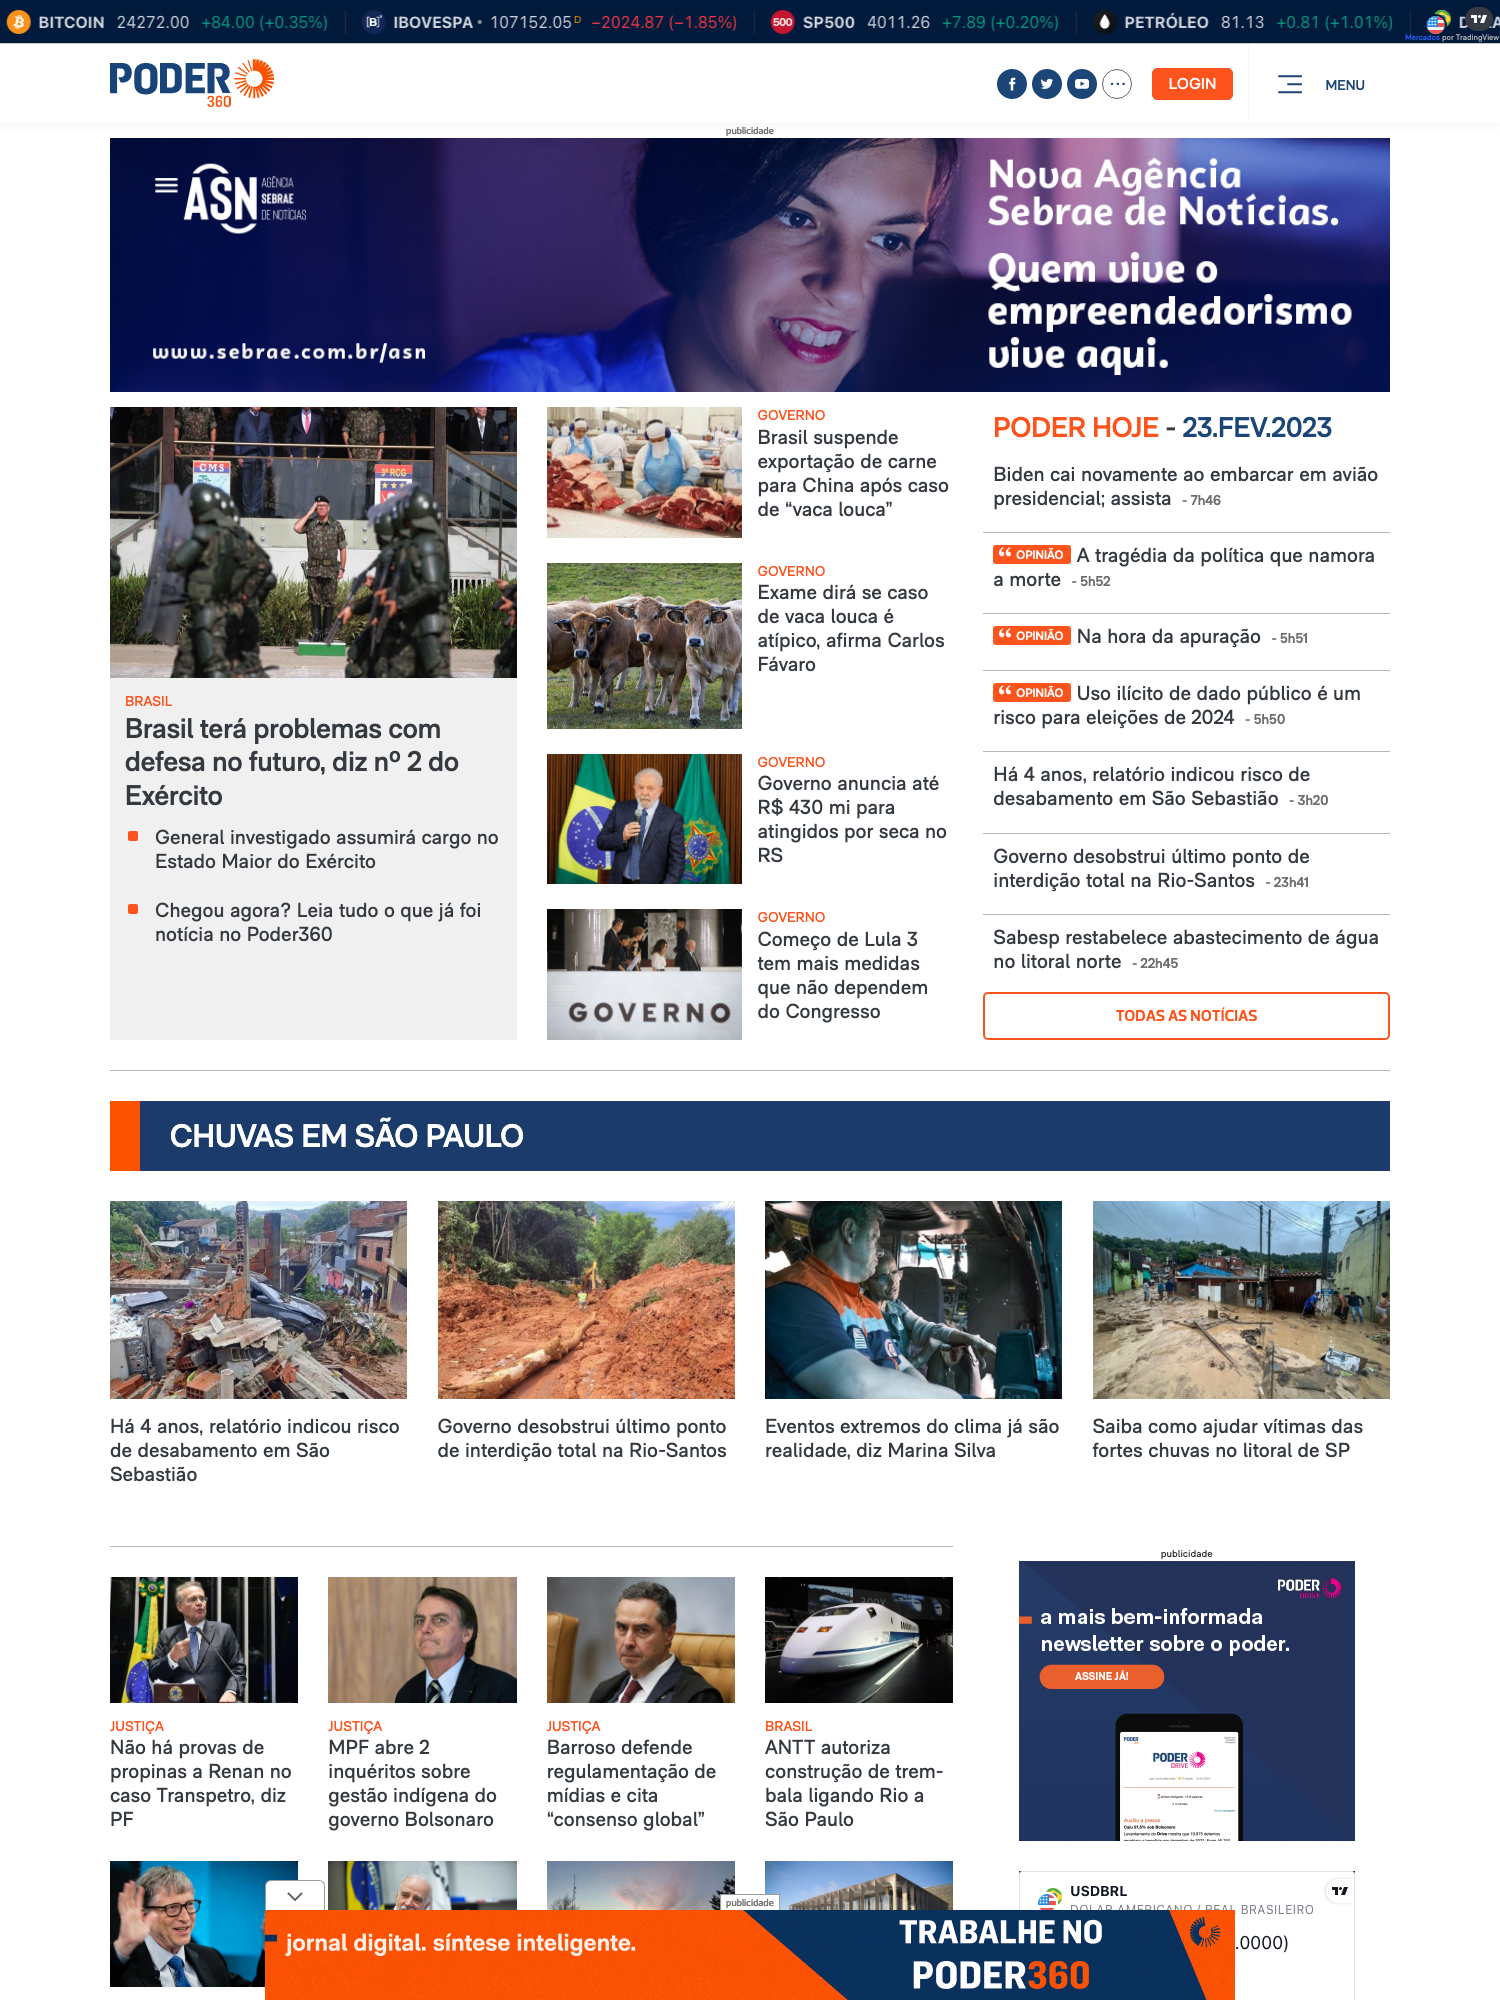 BITCOIN 24272.00 +84.00 (+0.35%)
IBOVESPA 107152.05 D −2024.87 (−1.85%)
500 SP500 4011.26 +7.89 (+0.20%)
PETRÓLEO 81.13 +0.81 (+1.01%)
Mercados por TradingView
PODER
360
LOGIN
MENU
publicidade
ASN AGÊNCIA
SEBRAE
DE NOTÍCIAS
www.sebrae.com.br/asn
Nova Agência
Sebrae de Notícias.
Quem vive o
empreendedorismo
vive aqui.
CMS
3º RCG
BRASIL
Brasil terá problemas com
defesa no futuro, diz nº 2 do
Exército
General investigado assumirá cargo no
Estado Maior do Exército
Chegou agora? Leia tudo o que já foi
notícia no Poder360
GOVERNO
Brasil suspende
exportação de carne
para China após caso
de “vaca louca”
GOVERNO
Exame dirá se caso
de vaca louca é
atípico, afirma Carlos
Fávaro
GOVERNO
Governo anuncia até
R$ 430 mi para
atingidos por seca no
RS
GOVERNO
GOVERNO
Começo de Lula 3
tem mais medidas
que não dependem
do Congresso
PODER HOJE - 23.FEV.2023
Biden cai novamente ao embarcar em avião
presidencial; assista - 7h46
“ OPINIÃO A tragédia da política que namora
a morte - 5h52
“ OPINIÃO Na hora da apuração - 5h51
“ OPINIÃO Uso ilícito de dado público é um
risco para eleições de 2024 - 5h50
Há 4 anos, relatório indicou risco de
desabamento em São Sebastião - 3h20
Governo desobstrui último ponto de
interdição total na Rio-Santos - 23h41
Sabesp restabelece abastecimento de água
no litoral norte - 22h45
TODAS AS NOTÍCIAS
CHUVAS EM SÃO PAULO
Há 4 anos, relatório indicou risco
de desabamento em São
Sebastião
Governo desobstrui último ponto
de interdição total na Rio-Santos
Eventos extremos do clima já são
realidade, diz Marina Silva
Saiba como ajudar vítimas das
fortes chuvas no litoral de SP
JUSTIÇA
Não há provas de
propinas a Renan no
caso Transpetro, diz
PF
JUSTIÇA
MPF abre 2
inquéritos sobre
gestão indígena do
governo Bolsonaro
JUSTIÇA
Barroso defende
regulamentação de
mídias e cita
“consenso global”
BRASIL
ANTT autoriza
construção de trem-
bala ligando Rio a
São Paulo
publicidade
PODER
DRIVE
a mais bem-informada
newsletter sobre o poder.
ASSINE JÁ!
PODER
DRIVE
USDBRL
DOLAR AMERICANO / REAL BRASILEIRO
.0000)
publicidade
jornal digital. síntese inteligente.
TRABALHE NO
PODER360